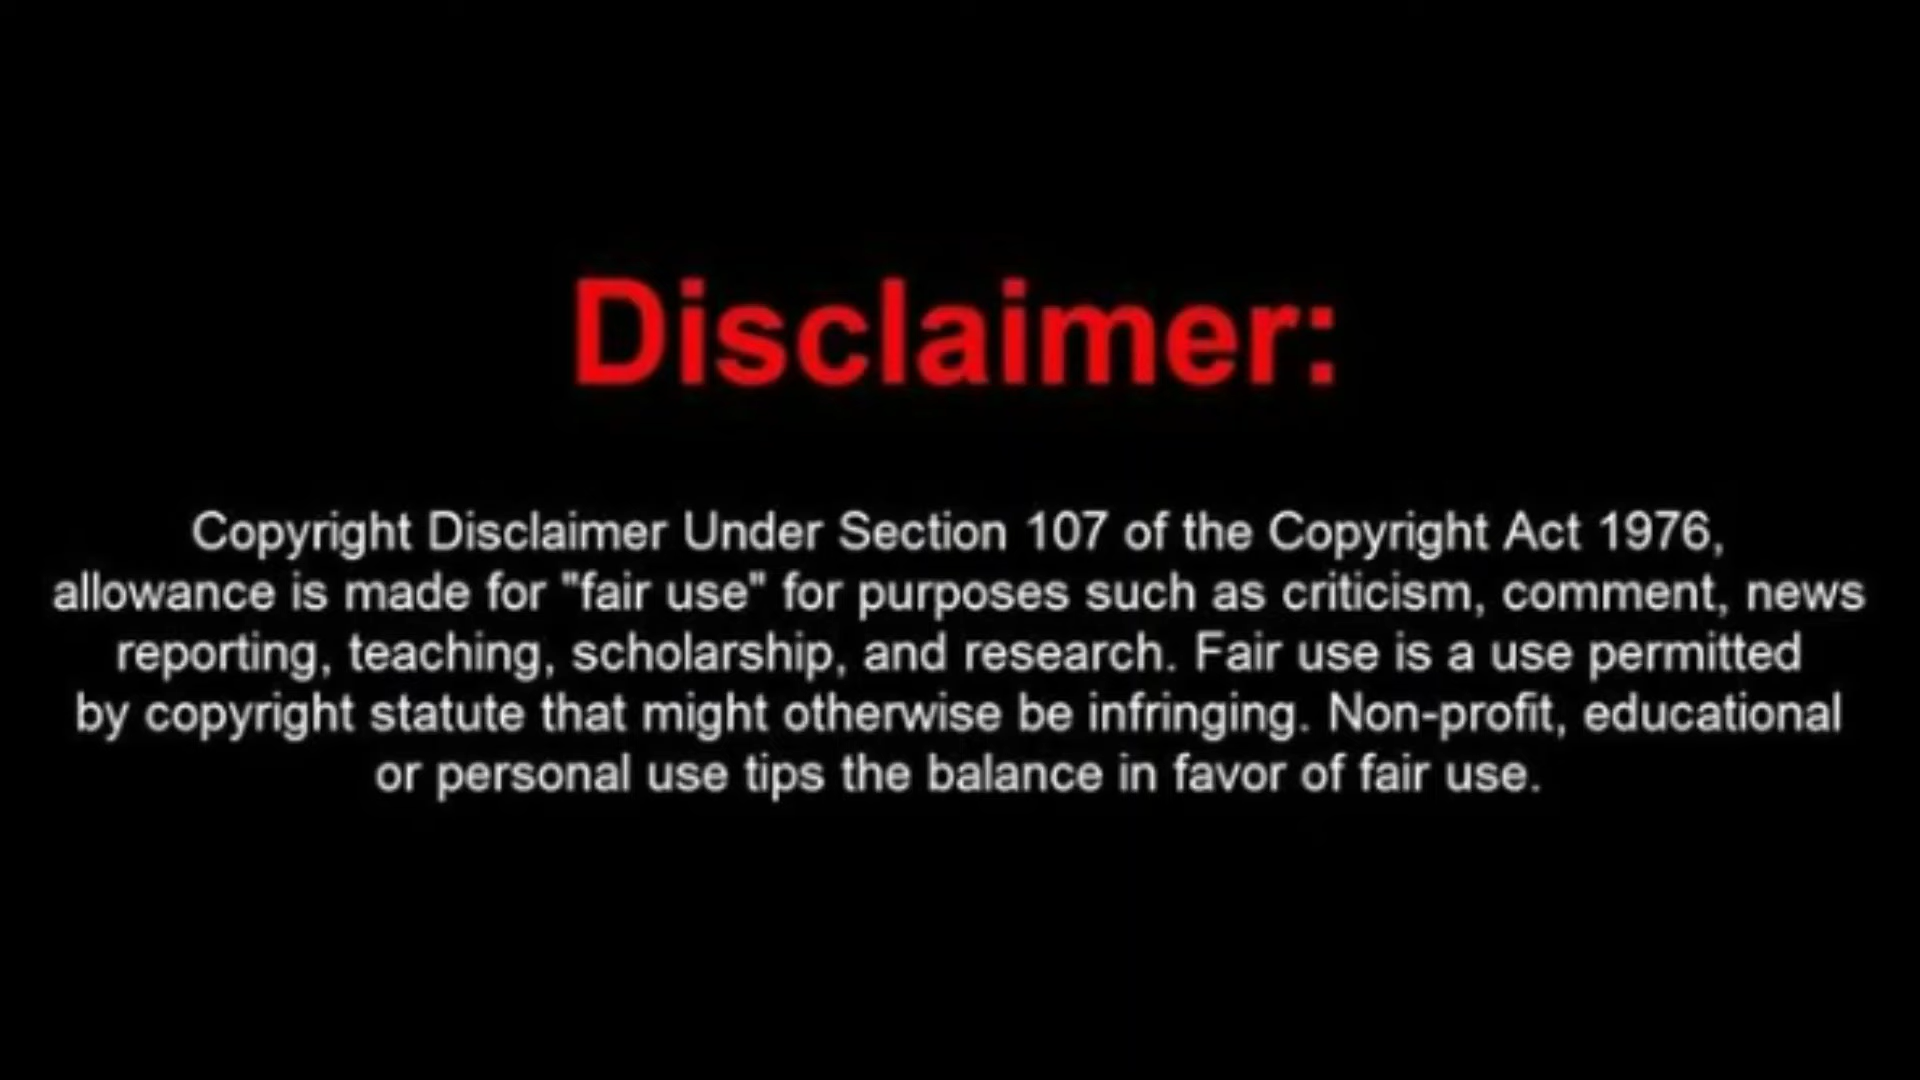 Disclaimer:
Copyright Disclaimer Under Section 107 of the Copyright Act 1976,
allowance is made for "fair use" for purposes such as criticism, comment, news
reporting, teaching, scholarship, and research. Fair use is a use permitted
by copyright statute that might otherwise be infringing. Non-profit, educational
or personal use tips the balance in favor of fair use.